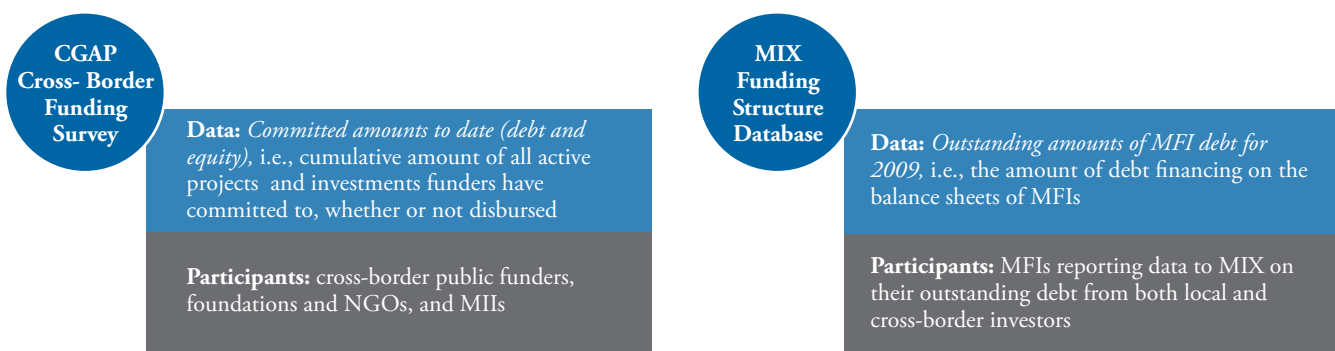 CGAP
Cross- Border
Funding
Survey
Data: Committed amounts to date (debt and
equity), i.e., cumulative amount of all active
projects and investments funders have
committed to, whether or not disbursed
Participants: cross-border public funders,
foundations and NGOs, and MIIs
MIX
Funding
Structure
Database
Data: Outstanding amounts of MFI debt for
2009, i.e., the amount of debt financing on the
balance sheets of MFIs
Participants: MFIs reporting data to MIX on
their outstanding debt from both local and
cross-border investors